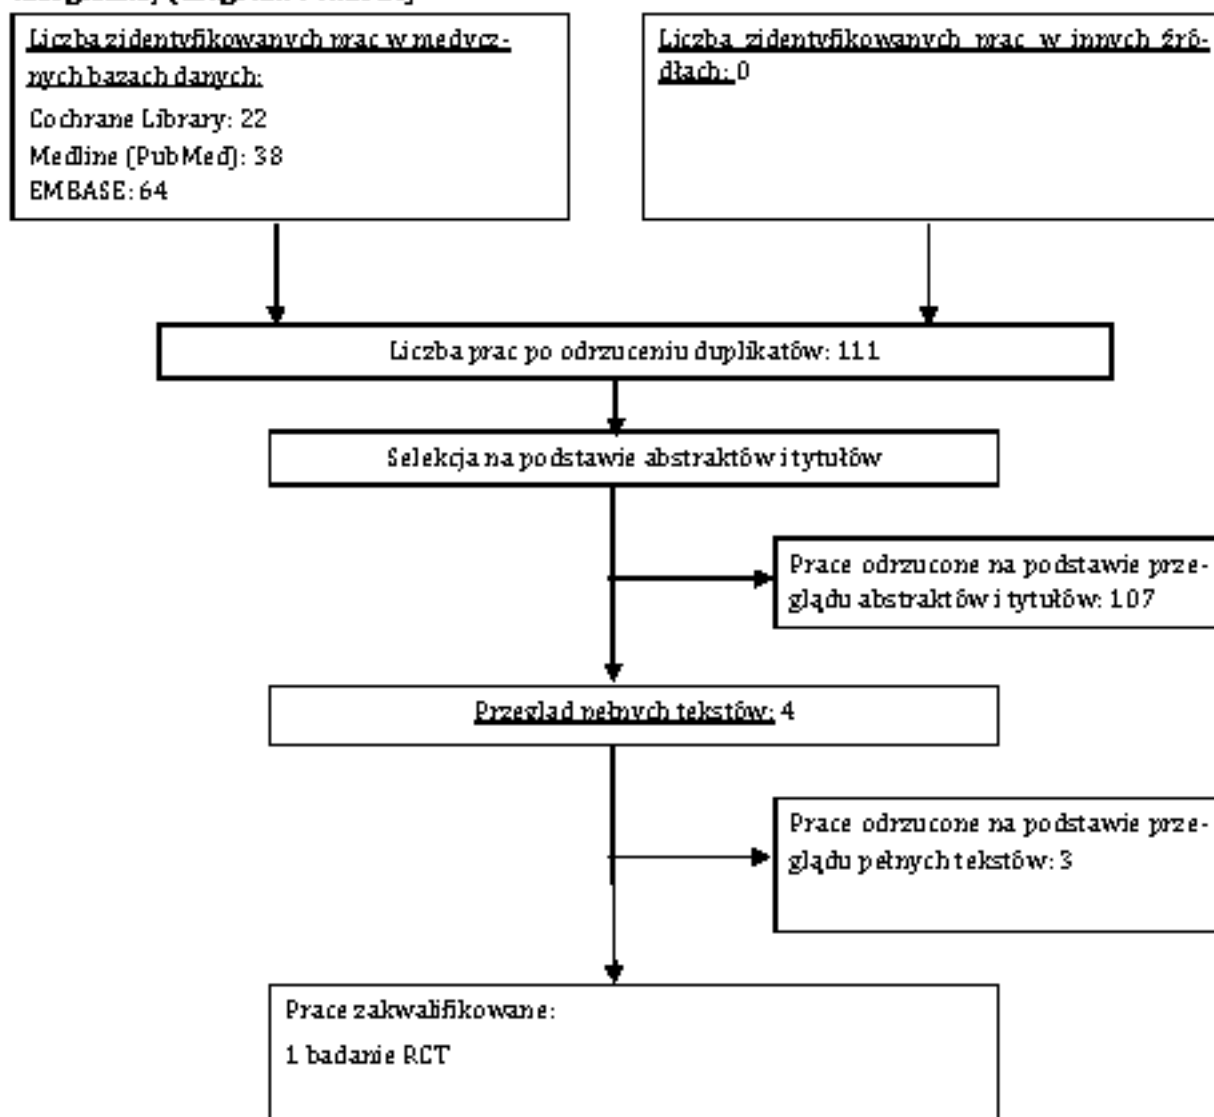 Liczba zidentyfikowanych prac w medycz-
nych bazach danych:
Cochrane Library: 22
Medline (PubMed): 38
EMBASE: 64
Liczba zidentyfikowanych prac w innych źró-
dłach: 0
Liczba prac po odrzuceniu duplikatów: 111
Selekcja na podstawie abstraktów i tytułów
Prace odrzucone na podstawie prze-
glądu abstraktów i tytułów: 107
Przegląd pełnych tekstów: 4
Prace odrzucone na podstawie prze-
glądu pełnych tekstów: 3
Prace zakwalifikowane:
1 badanie RCT